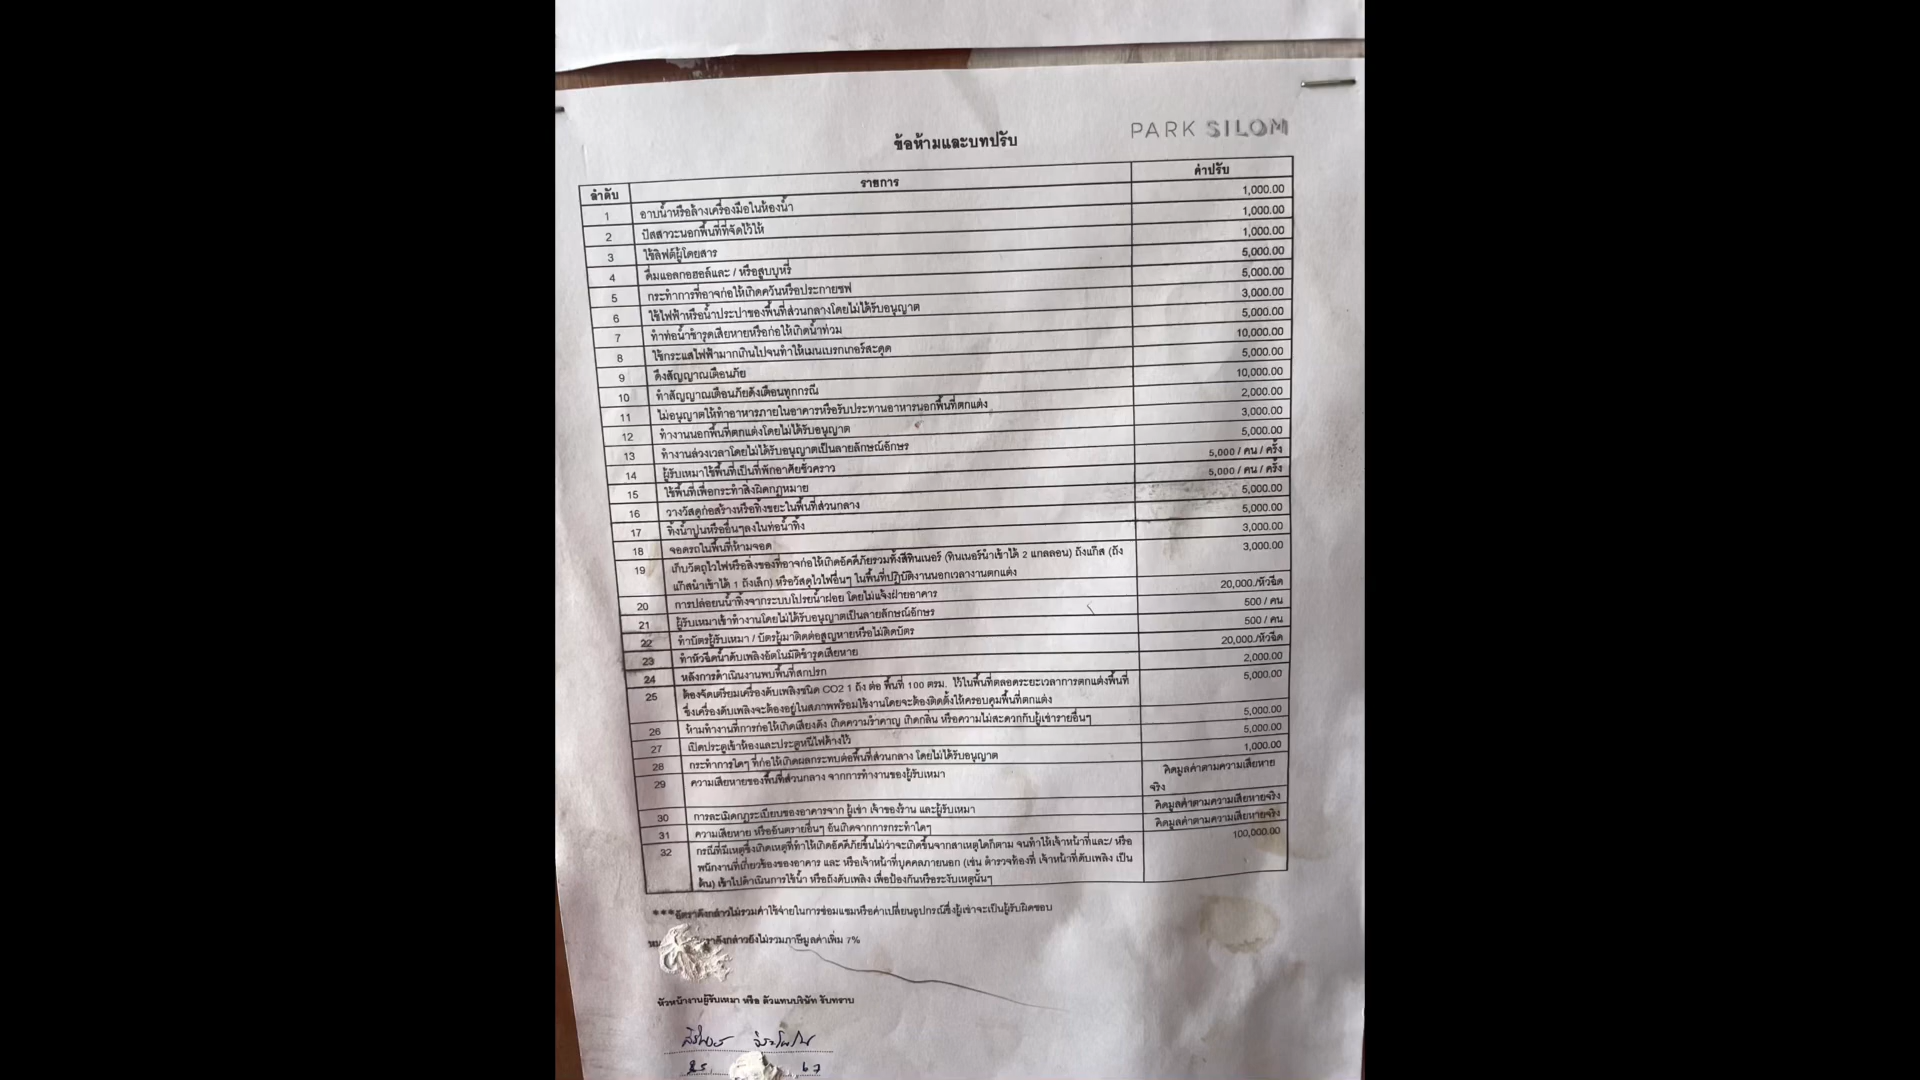 PARK SILOM
ข้อห้ามและบทปรับ
ลำดับ รายการ ค่าปรับ
1 อาบน้ำหรือล้างเครื่องมือในห้องน้ำ 1,000.00
2 ปัสสาวะนอกพื้นที่ที่จัดไว้ให้ 1,000.00
3 ใช้ลิฟต์ผู้โดยสาร 1,000.00
4 ดื่มแอลกอฮอล์และ / หรือสูบบุหรี่ 5,000.00
5 กระทำการที่อาจก่อให้เกิดควันหรือประกายไฟ 5,000.00
6 ใช้ไฟฟ้าหรือน้ำประปาของพื้นที่ส่วนกลางโดยไม่ได้รับอนุญาต 3,000.00
7 ทำท่อน้ำชำรุดเสียหายหรือก่อให้เกิดน้ำท่วม 5,000.00
8 ใช้กระแสไฟฟ้ามากเกินไปจนทำให้เมนเบรกเกอร์สะดุด 10,000.00
9 ดึงสัญญาณเตือนภัย 5,000.00
10 ทำสัญญาณเตือนภัยดังเตือนทุกกรณี 10,000.00
11 ไม่อนุญาตให้ทำอาหารภายในอาคารหรือรับประทานอาหารนอกพื้นที่ตกแต่ง 2,000.00
12 ทำงานนอกพื้นที่ตกแต่งโดยไม่ได้รับอนุญาต 3,000.00
13 ทำงานล่วงเวลาโดยไม่ได้รับอนุญาตเป็นลายลักษณ์อักษร 5,000.00
14 ผู้รับเหมาใช้พื้นที่เป็นที่พักอาศัยชั่วคราว 5,000 / คน / ครั้ง
15 ใช้พื้นที่เพื่อกระทำสิ่งผิดกฎหมาย 5,000 / คน / ครั้ง
16 วางวัสดุก่อสร้างหรือทิ้งขยะในพื้นที่ส่วนกลาง 5,000.00
17 ทิ้งน้ำปูนหรืออื่นๆลงในท่อน้ำทิ้ง 5,000.00
18 จอดรถในพื้นที่ห้ามจอด 3,000.00
19 เก็บวัตถุไวไฟหรือสิ่งของที่อาจก่อให้เกิดอัคคีภัยรวมทั้งสีทินเนอร์ (ทินเนอร์นำเข้าได้ 2 แกลลอน) ถังแก๊ส (ถัง 3,000.00
แก๊สนำเข้าได้ 1 ถังเล็ก) หรือวัสดุไวไฟอื่นๆ ในพื้นที่ปฏิบัติงานนอกเวลางานตกแต่ง
20 การปล่อยน้ำทิ้งจากระบบโปรยน้ำฝอย โดยไม่แจ้งฝ่ายอาคาร 20,000./หัวฉีด
21 ผู้รับเหมาเข้าทำงานโดยไม่ได้รับอนุญาตเป็นลายลักษณ์อักษร 500 / คน
22 ทำบัตรผู้รับเหมา / บัตรผู้มาติดต่อสูญหายหรือไม่ติดบัตร 500 / คน
23 ทำหัวฉีดน้ำดับเพลิงอัตโนมัติชำรุดเสียหาย 20,000./หัวฉีด
24 หลังการดำเนินงานพบพื้นที่สกปรก 2,000.00
25 ต้องจัดเตรียมเครื่องดับเพลิงชนิด CO2 1 ถัง ต่อ พื้นที่ 100 ตรม. ไว้ในพื้นที่ตลอดระยะเวลาการตกแต่งพื้นที่ 5,000.00
ซึ่งเครื่องดับเพลิงจะต้องอยู่ในสภาพพร้อมใช้งานโดยจะต้องติดตั้งให้ครอบคุมพื้นที่ตกแต่ง
26 ห้ามทำงานที่การก่อให้เกิดเสียงดัง เกิดความรำคาญ เกิดกลิ่น หรือความไม่สะดวกกับผู้เช่ารายอื่นๆ 5,000.00
27 เปิดประตูเข้าห้องและประตูหนีไฟค้างไว้ 5,000.00
28 กระทำการใดๆ ที่ก่อให้เกิดผลกระทบต่อพื้นที่ส่วนกลาง โดยไม่ได้รับอนุญาต 1,000.00
29 ความเสียหายของพื้นที่ส่วนกลาง จากการทำงานของผู้รับเหมา คิดมูลค่าตามความเสียหาย
จริง
30 การละเมิดกฎระเบียบของอาคารจาก ผู้เช่า เจ้าของร้าน และผู้รับเหมา คิดมูลค่าตามความเสียหายจริง
31 ความเสียหาย หรืออันตรายอื่นๆ อันเกิดจากการกระทำใดๆ คิดมูลค่าตามความเสียหายจริง
32 กรณีที่มีเหตุซึ่งเกิดเหตุที่ทำให้เกิดอัคคีภัยขึ้นไม่ว่าจะเกิดขึ้นจากสาเหตุใดก็ตาม จนทำให้เจ้าหน้าที่และ/ หรือ 100,000.00
พนักงานที่เกี่ยวข้องของอาคาร และ หรือเจ้าหน้าที่บุคคลภายนอก (เช่น ตำรวจท้องที่ เจ้าหน้าที่ดับเพลิง เป็น
ต้น) เข้าไปดำเนินการใช้น้ำ หรือถังดับเพลิง เพื่อป้องกันหรือระงับเหตุนั้นๆ
***อัตราดังกล่าวไม่รวมค่าใช้จ่ายในการซ่อมแซมหรือค่าเปลี่ยนอุปกรณ์ซึ่งผู้เช่าจะเป็นผู้รับผิดชอบ
ดังกล่าวยังไม่รวมภาษีมูลค่าเพิ่ม 7%
หัวหน้างานผู้รับเหมา หรือ ตัวแทนบริษัท รับทราบ